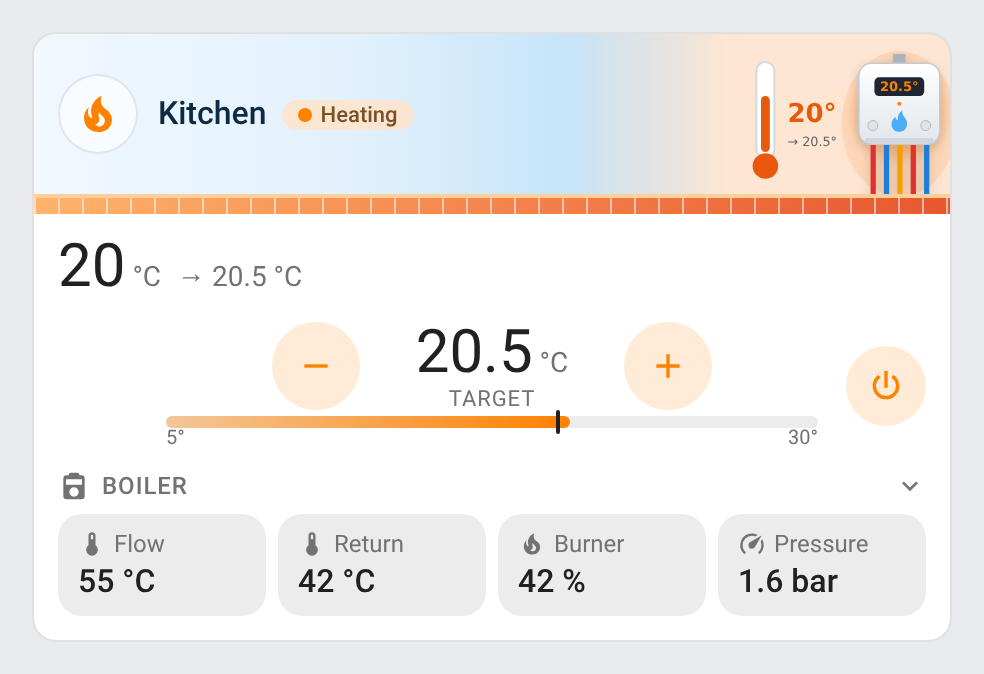 Kitchen
Heating
20°
→ 20.5°
20.5°
20 °C → 20.5 °C
20.5 °C
TARGET
5°
30°
BOILER
Flow
55 °C
Return
42 °C
Burner
42 %
Pressure
1.6 bar